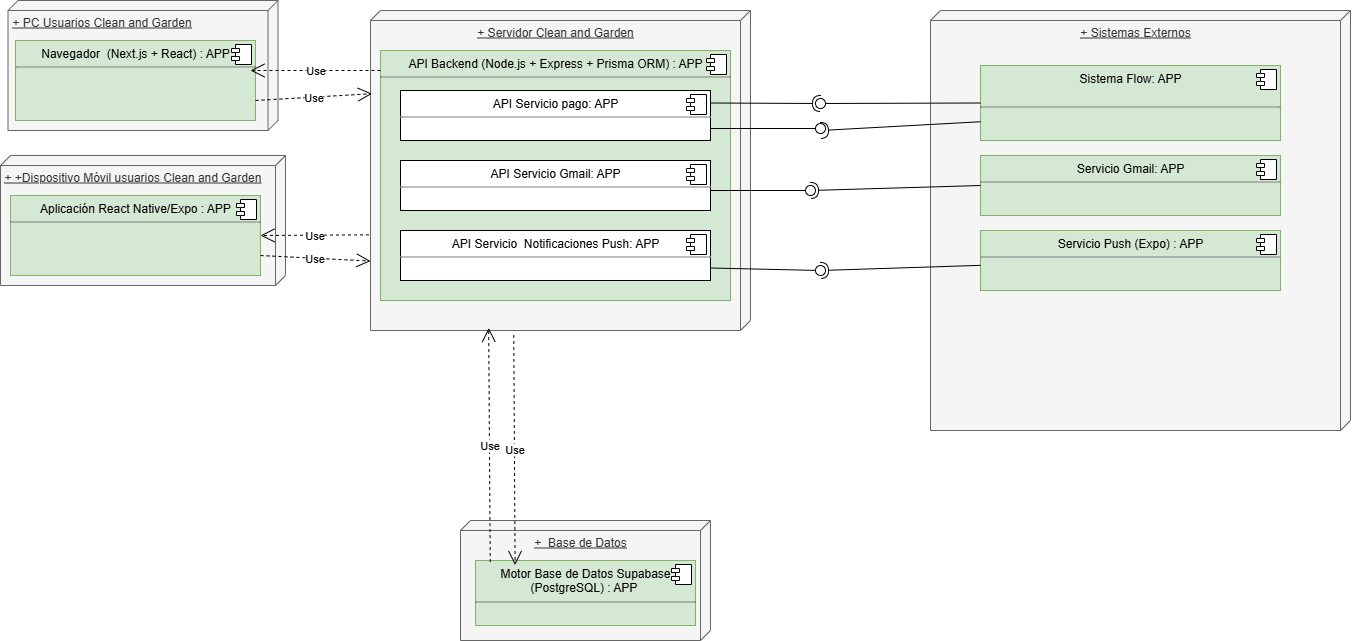 + PC Usuarios Clean and Garden
Navegador  (Next.js + React) : APP
Use
Use
+ +Dispositivo Móvil usuarios Clean and Garden
Aplicación React Native/Expo : APP
Use
Use
+ Servidor Clean and Garden
API Backend (Node.js + Express + Prisma ORM) : APP
API Servicio pago: APP
API Servicio Gmail: APP
API Servicio  Notificaciones Push: APP
+ Sistemas Externos
Sistema Flow: APP
Servicio Gmail: APP
Servicio Push (Expo) : APP
Use
Use
+  Base de Datos
Motor Base de Datos Supabase
(PostgreSQL) : APP